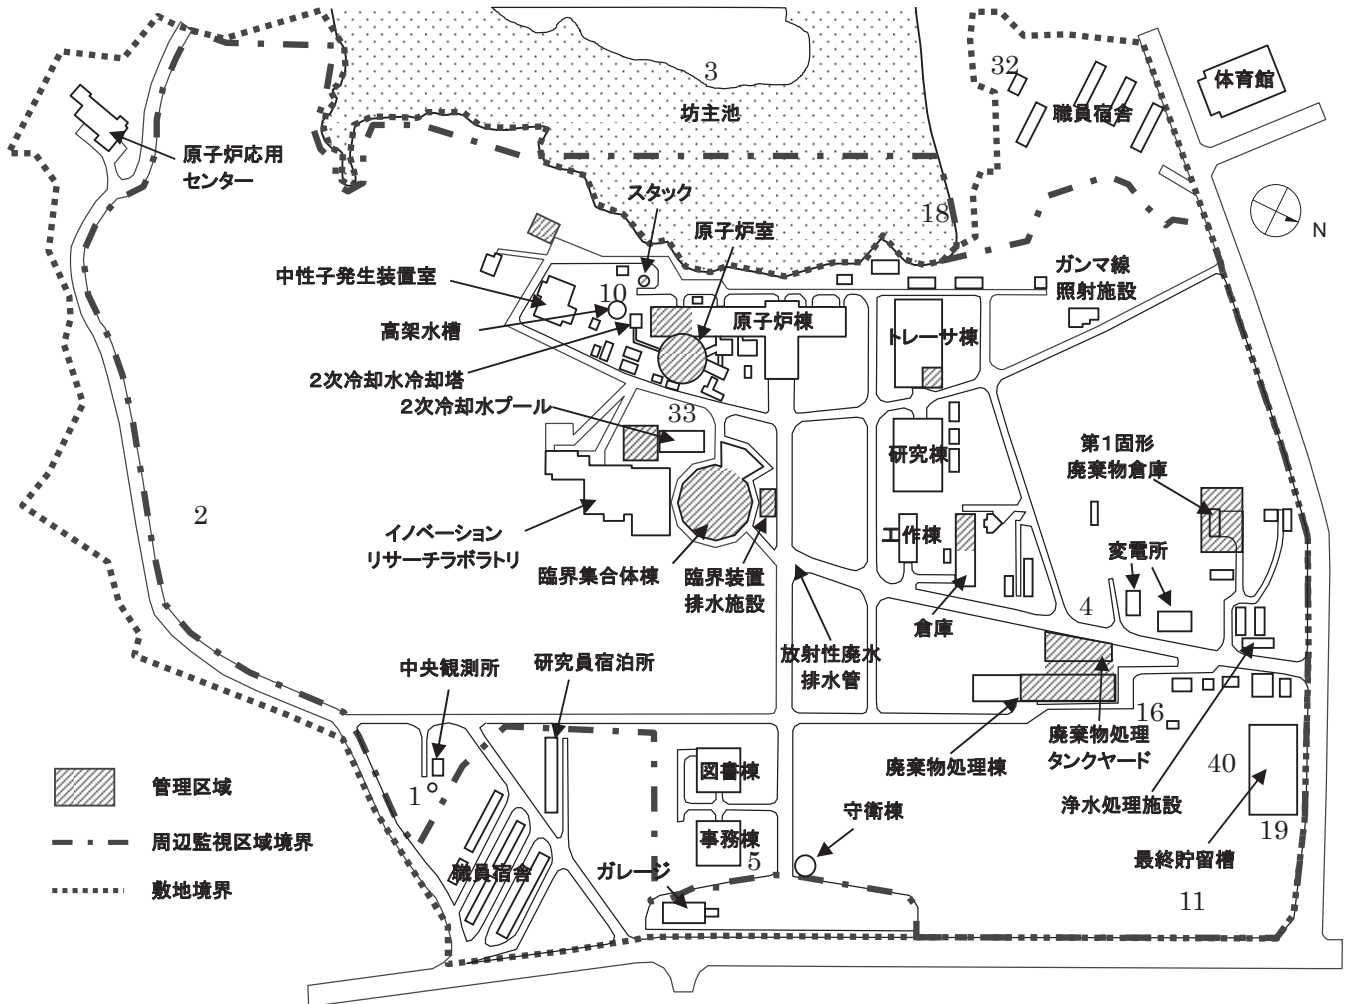 3
32
体育館
坊主池
職員宿舎
原子炉応用
センター
スタック
18
原子炉室
N
中性子発生装置室
10
ガンマ線
照射施設
高架水槽
原子炉棟
トレーサ棟
2次冷却水冷却塔
2次冷却水プール
33
第1固形
廃棄物倉庫
研究棟
2
イノベーション
リサーチラボラトリ
工作棟
変電所
臨界集合体棟
臨界装置
排水施設
4
倉庫
中央観測所
研究員宿泊所
放射性廃水
排水管
16
廃棄物処理
タンクヤード
廃棄物処理棟
図書棟
40
管理区域
1
浄水処理施設
守衛棟
19
周辺監視区域境界
事務棟
5
最終貯留槽
職員宿舎
ガレージ
敷地境界
11